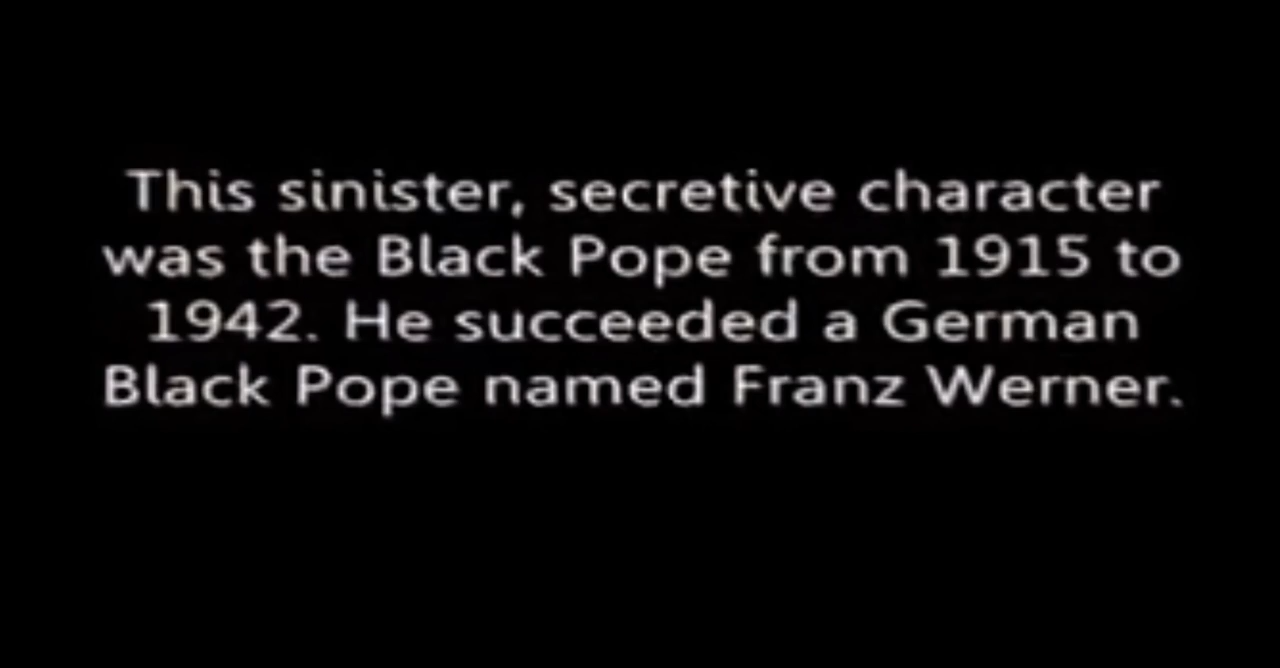 This sinister, secretive character
was the Black Pope from 1915 to
1942. He succeeded a German
Black Pope named Franz Werner.